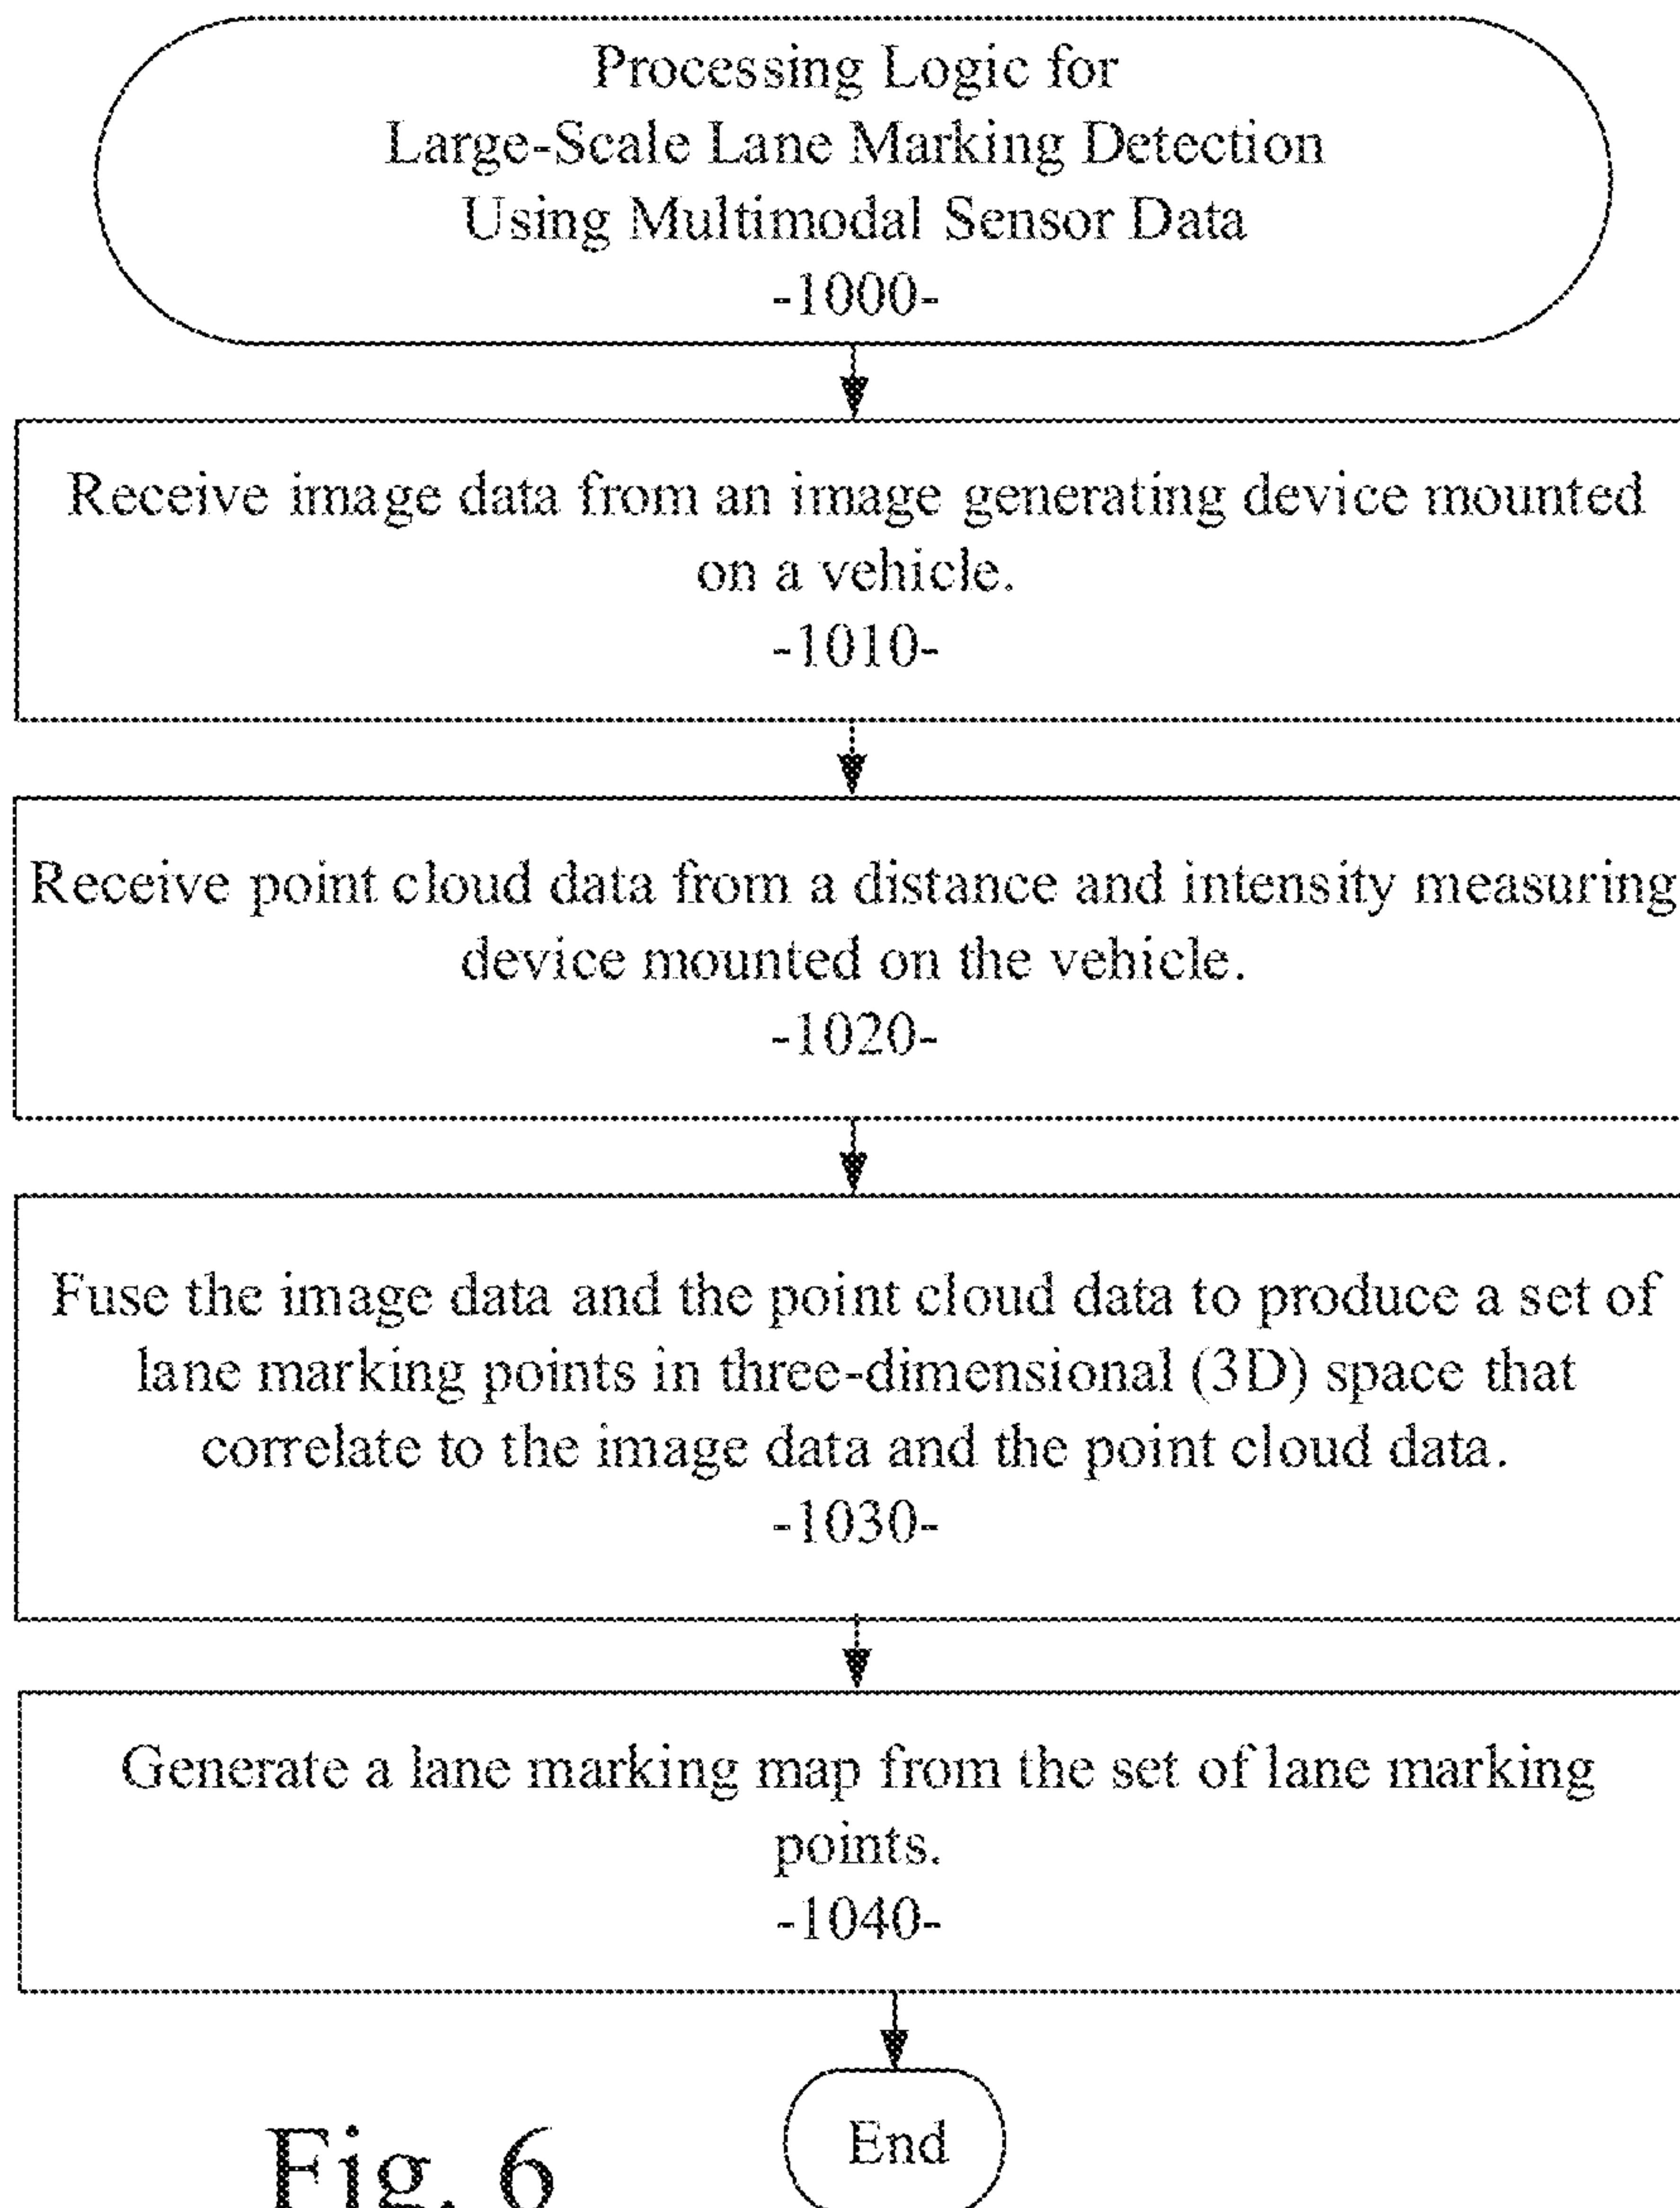 Processing Logic for
Large-Scale Lane Marking Detection
Using Multimodal Sensor Data
-1000-
Receive image data from an image generating device mounted
on a vehicle.
-1010-
Receive point cloud data from a distance and intensity measuring
device mounted on the vehicle.
-1020-
Fuse the image data and the point cloud data to produce a set of
lane marking points in three-dimensional (3D) space that
correlate to the image data and the point cloud data.
-1030-
Generate a lane marking map from the set of lane marking
points.
-1040-
End
Fig. 6